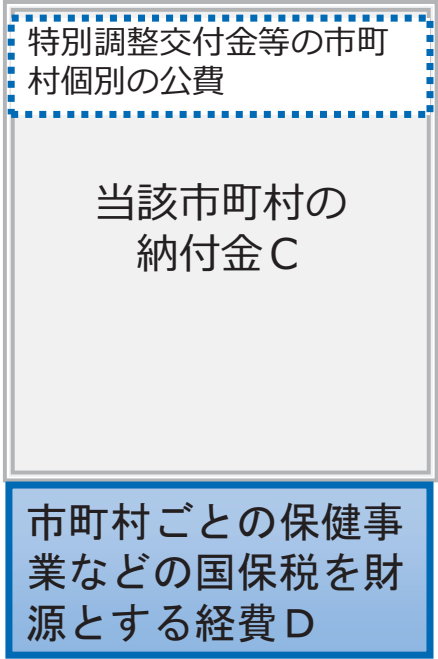 特別調整交付金等の市町
村個別の公費
当該市町村の
納付金Ｃ
市町村ごとの保健事
業などの国保税を財
源とする経費Ｄ